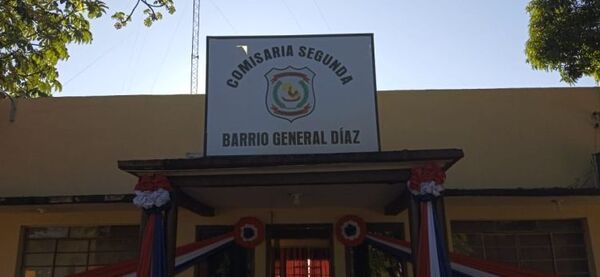 COMISARIA SEGUNDA
BARRIO GENERAL DÍAZ